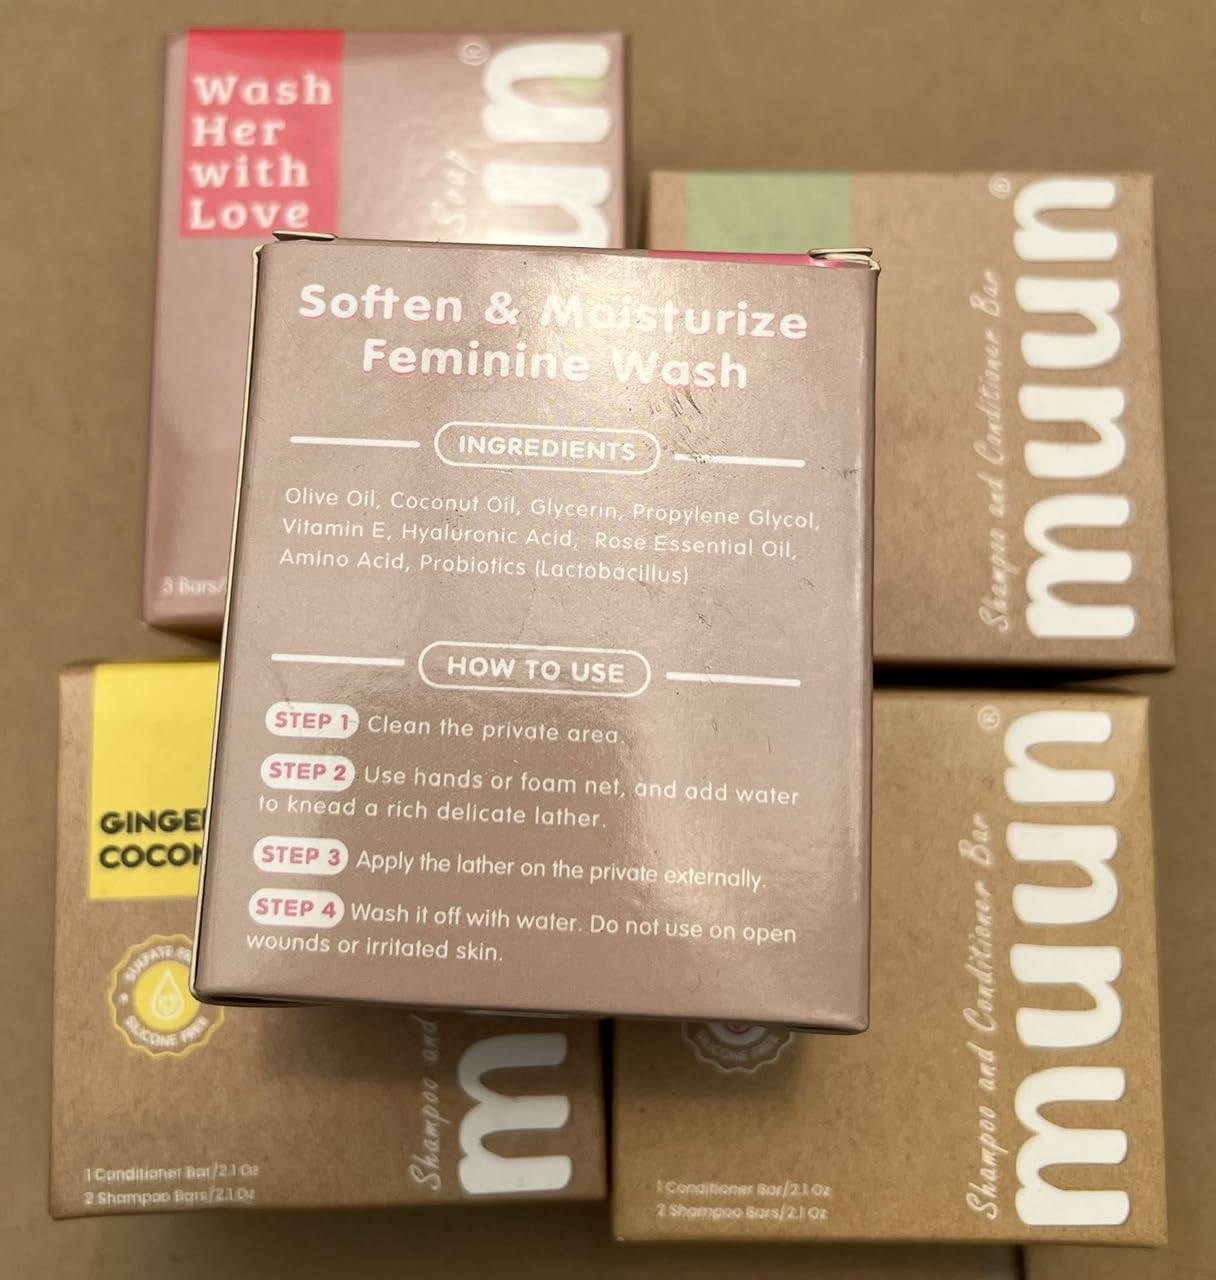 Wash
Her
with
Love
®
Soap
un
3 Bars/
®
Shampoo and Conditioner Bar
muun
Soften & Moisturize
Feminine Wash
INGREDIENTS
Olive Oil, Coconut Oil, Glycerin, Propylene Glycol,
Vitamin E, Hyaluronic Acid, Rose Essential Oil,
Amino Acid, Probiotics (Lactobacillus)
HOW TO USE
STEP 1 Clean the private area.
STEP 2 Use hands or foam net, and add water
to knead a rich delicate lather.
STEP 3 Apply the lather on the private externally.
STEP 4 Wash it off with water. Do not use on open
wounds or irritated skin.
GINGE
COCO
SULFATE FR
SILICONE FREE
Shampoo and
m
1 Conditioner Bar/2.1 Oz
2 Shampoo Bars/2.1 Oz
®
Shampoo and Conditioner Bar
muun
SILICONE FREE
1 Conditioner Bar/2.1 Oz
2 Shampoo Bars/2.1 Oz